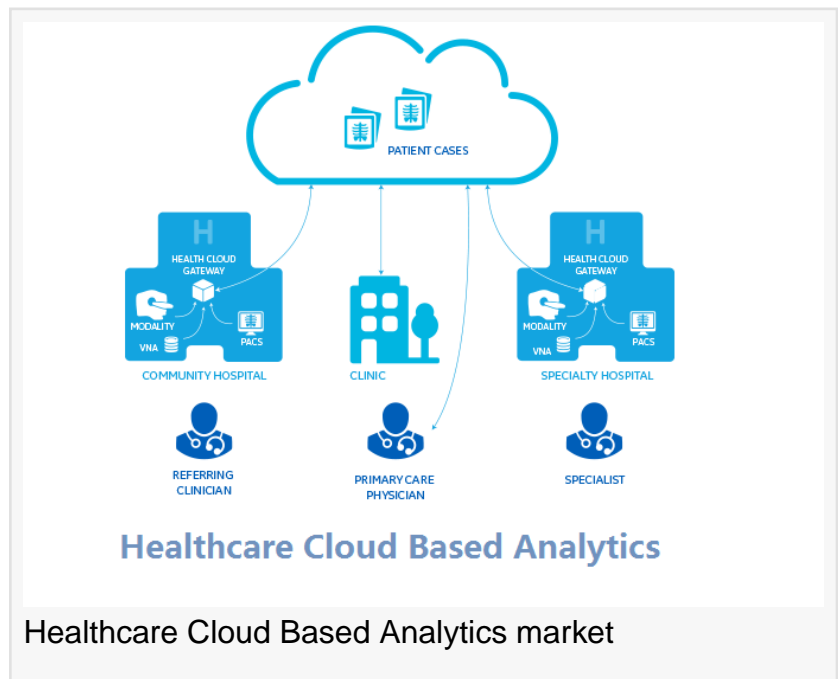 PATIENT CASES
H
HEALTH CLOUD
GATEWAY
MODALITY
VNA
PACS
COMMUNITY HOSPITAL
CLINIC
H
HEALTH CLOUD
GATEWAY
MODALITY
VNA
PACS
SPECIALTY HOSPITAL
REFERRING
CLINICIAN
PRIMARY CARE
PHYSICIAN
SPECIALIST
Healthcare Cloud Based Analytics
Healthcare Cloud Based Analytics market